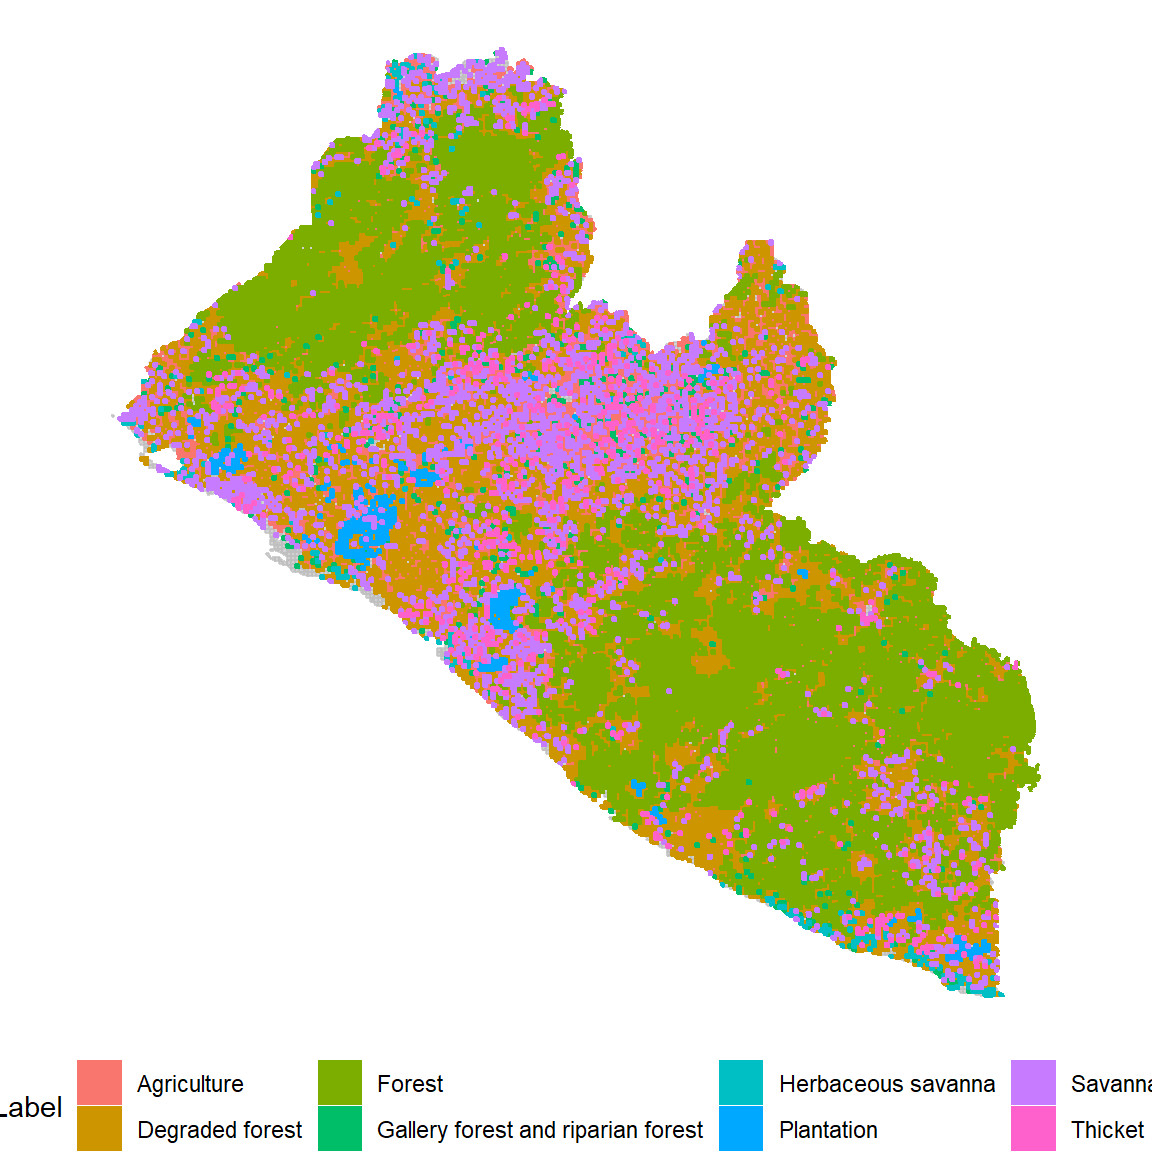 Label
Agriculture Forest Herbaceous savanna Savanna
Degraded forest Gallery forest and riparian forest Plantation Thicket